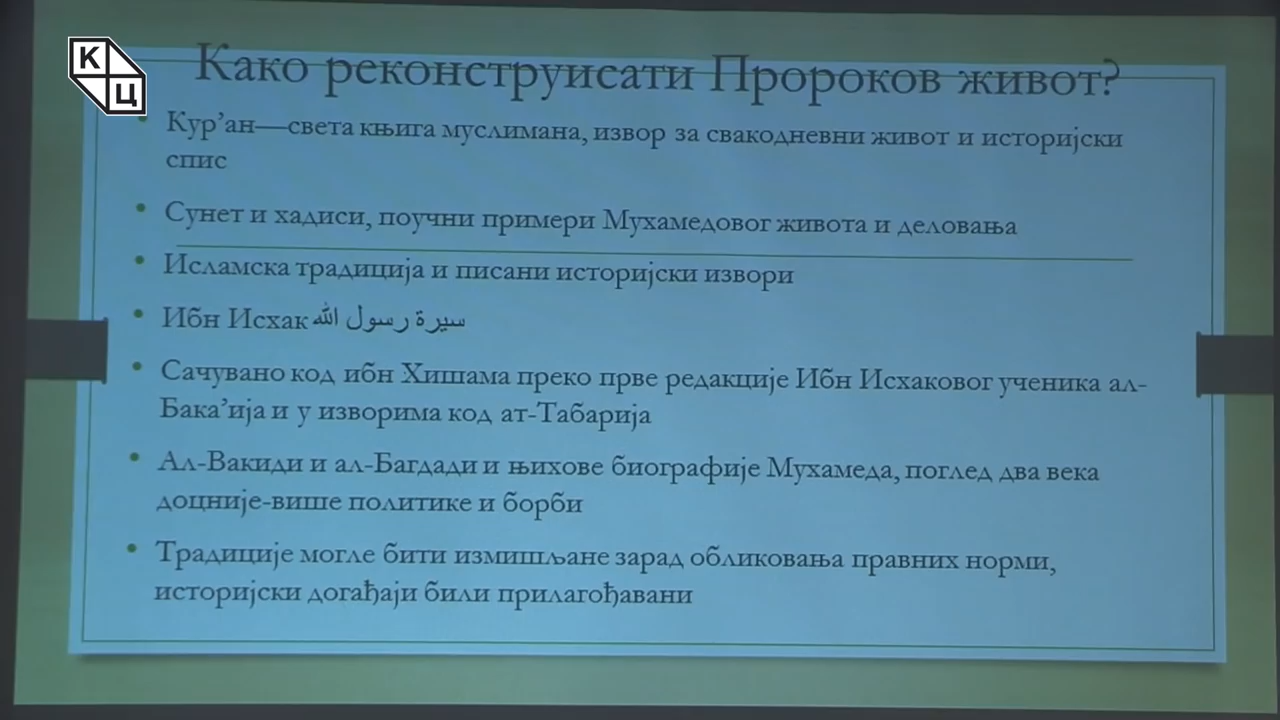 КЦ
Како реконструисати Пророков живот?
Кур’ан—света књига муслимана, извор за свакодневни живот и историјски
спис
Сунет и хадиси, поучни примери Мухамедовог живота и деловања
Исламска традиција и писани историјски извори
Ибн Исхак سيرة رسول الله
Сачувано код ибн Хишама преко прве редакције Ибн Исхаковог ученика ал-
Бака’ија и у изворима код ат-Табарија
Ал-Вакиди и ал-Багдади и њихове биографије Мухамеда, поглед два века
доцније-више политике и борби
Традиције могле бити измишљане зарад обликовања правних норми,
историјски догађаји били прилагођавани